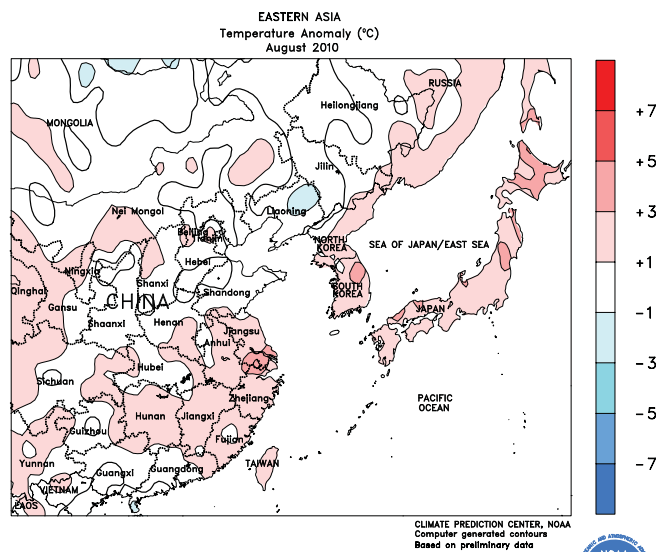 EASTERN ASIA
Temperature Anomaly (°C)
August 2010
RUSSIA
Heilongjiang
MONGOLIA
Jilin
Nei Mongol
Liaoning
Beijing
Tianjin
NORTH
KOREA
SEA OF JAPAN/EAST SEA
Hebei
Ningxia
Shanxi
Qinghai
Shandong
SOUTH
KOREA
CHINA
Gansu
JAPAN
Shaanxi
Henan
Jiangsu
Anhui
Hubei
Sichuan
Zhejiang
PACIFIC
OCEAN
Hunan
Jiangxi
Guizhou
Fujian
Yunnan
TAIWAN
Guangxi
Guangdong
VIETNAM
LAOS
+7
+5
+3
+1
-1
-3
-5
-7
CLIMATE PREDICTION CENTER, NOAA
Computer generated contours
Based on preliminary data